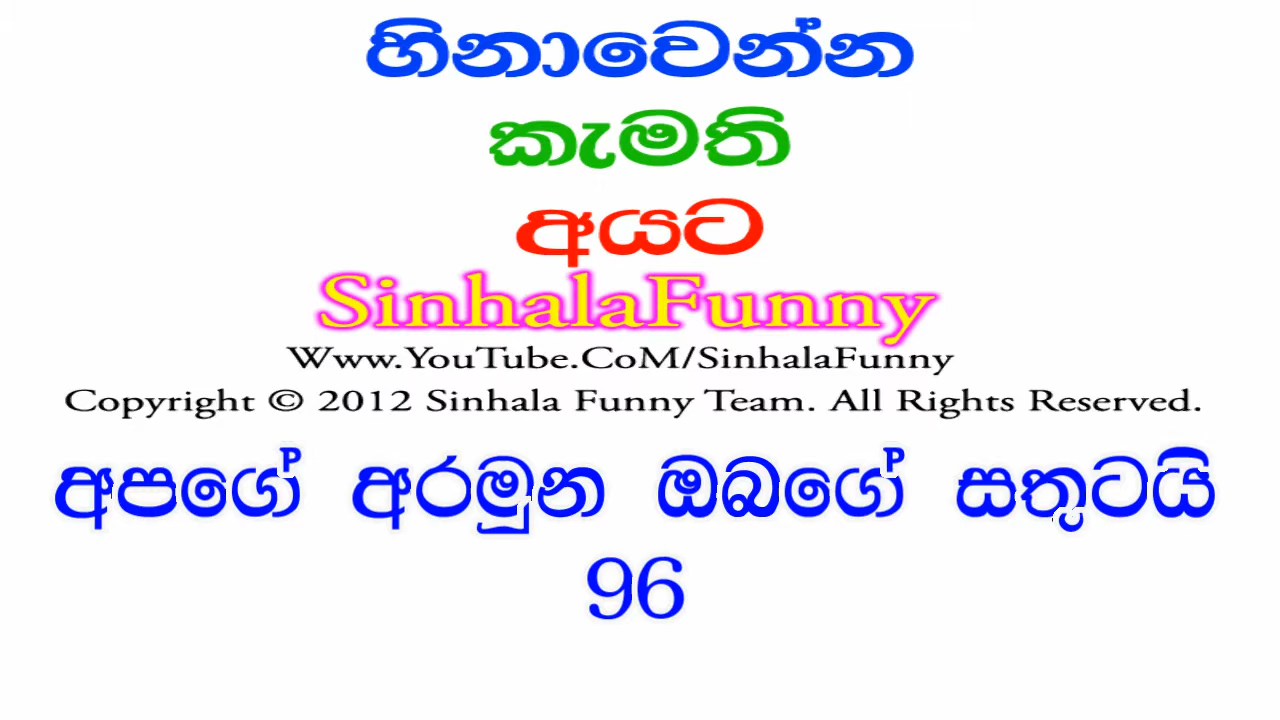 හිනාවෙන්න
කැමති
අයට
SinhalaFunny
Www.YouTube.CoM/SinhalaFunny
Copyright © 2012 Sinhala Funny Team. All Rights Reserved.
අපගේ අරමුන ඔබගේ සතුටයි
96